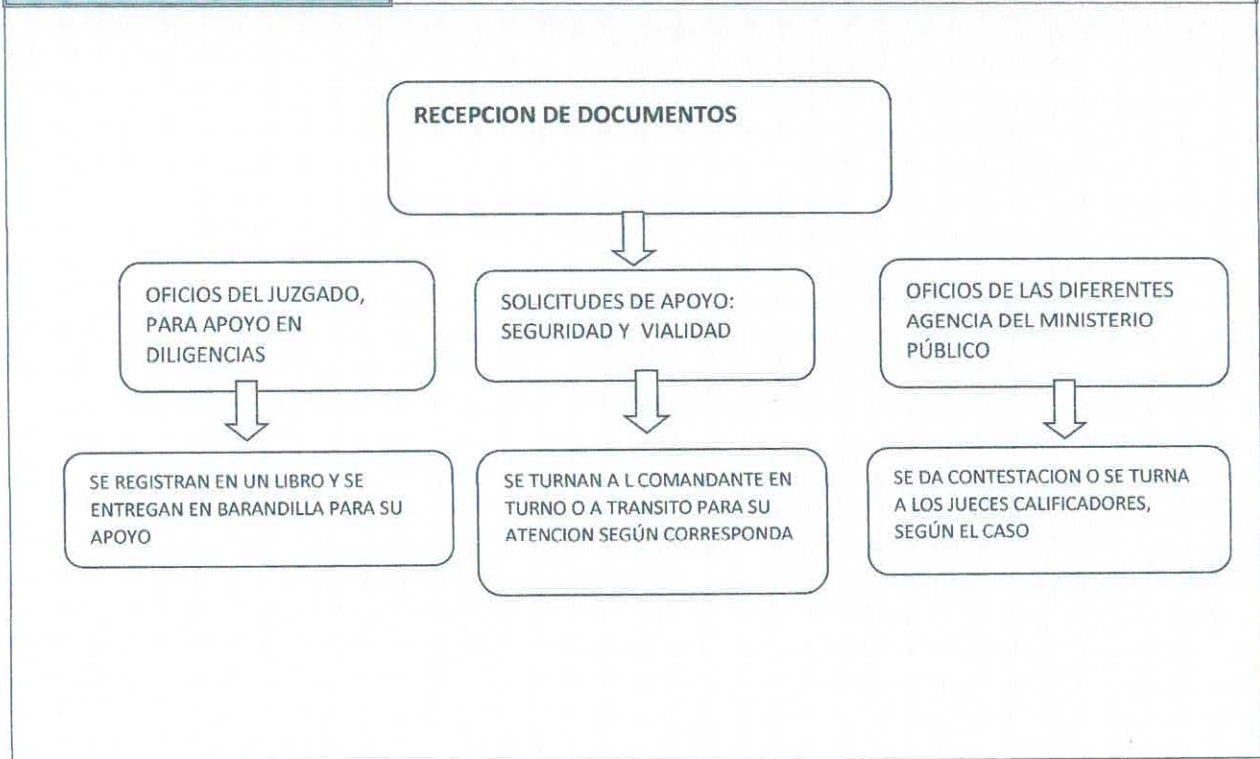 RECEPCION DE DOCUMENTOS
OFICIOS DEL JUZGADO,
PARA APOYO EN
DILIGENCIAS
SOLICITUDES DE APOYO:
SEGURIDAD Y VIALIDAD
OFICIOS DE LAS DIFERENTES
AGENCIA DEL MINISTERIO
PÚBLICO
SE REGISTRAN EN UN LIBRO Y SE
ENTREGAN EN BARANDILLA PARA SU
APOYO
SE TURNAN A L COMANDANTE EN
TURNO O A TRANSITO PARA SU
ATENCION SEGÚN CORRESPONDA
SE DA CONTESTACION O SE TURNA
A LOS JUECES CALIFICADORES,
SEGÚN EL CASO